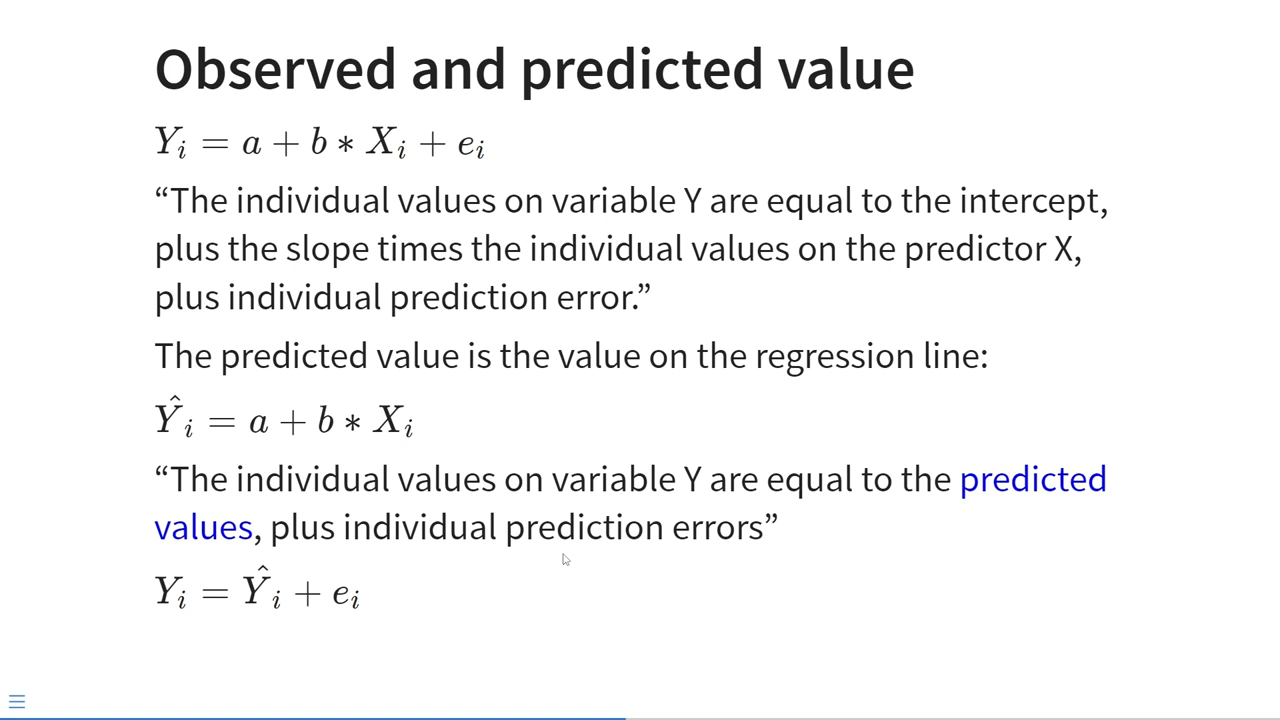 Observed and predicted value
Yᵢ = a + b ∗ Xᵢ + eᵢ
“The individual values on variable Y are equal to the intercept,
plus the slope times the individual values on the predictor X,
plus individual prediction error.”
The predicted value is the value on the regression line:
Ŷᵢ = a + b ∗ Xᵢ
“The individual values on variable Y are equal to the predicted
values, plus individual prediction errors”
Yᵢ = Ŷᵢ + eᵢ